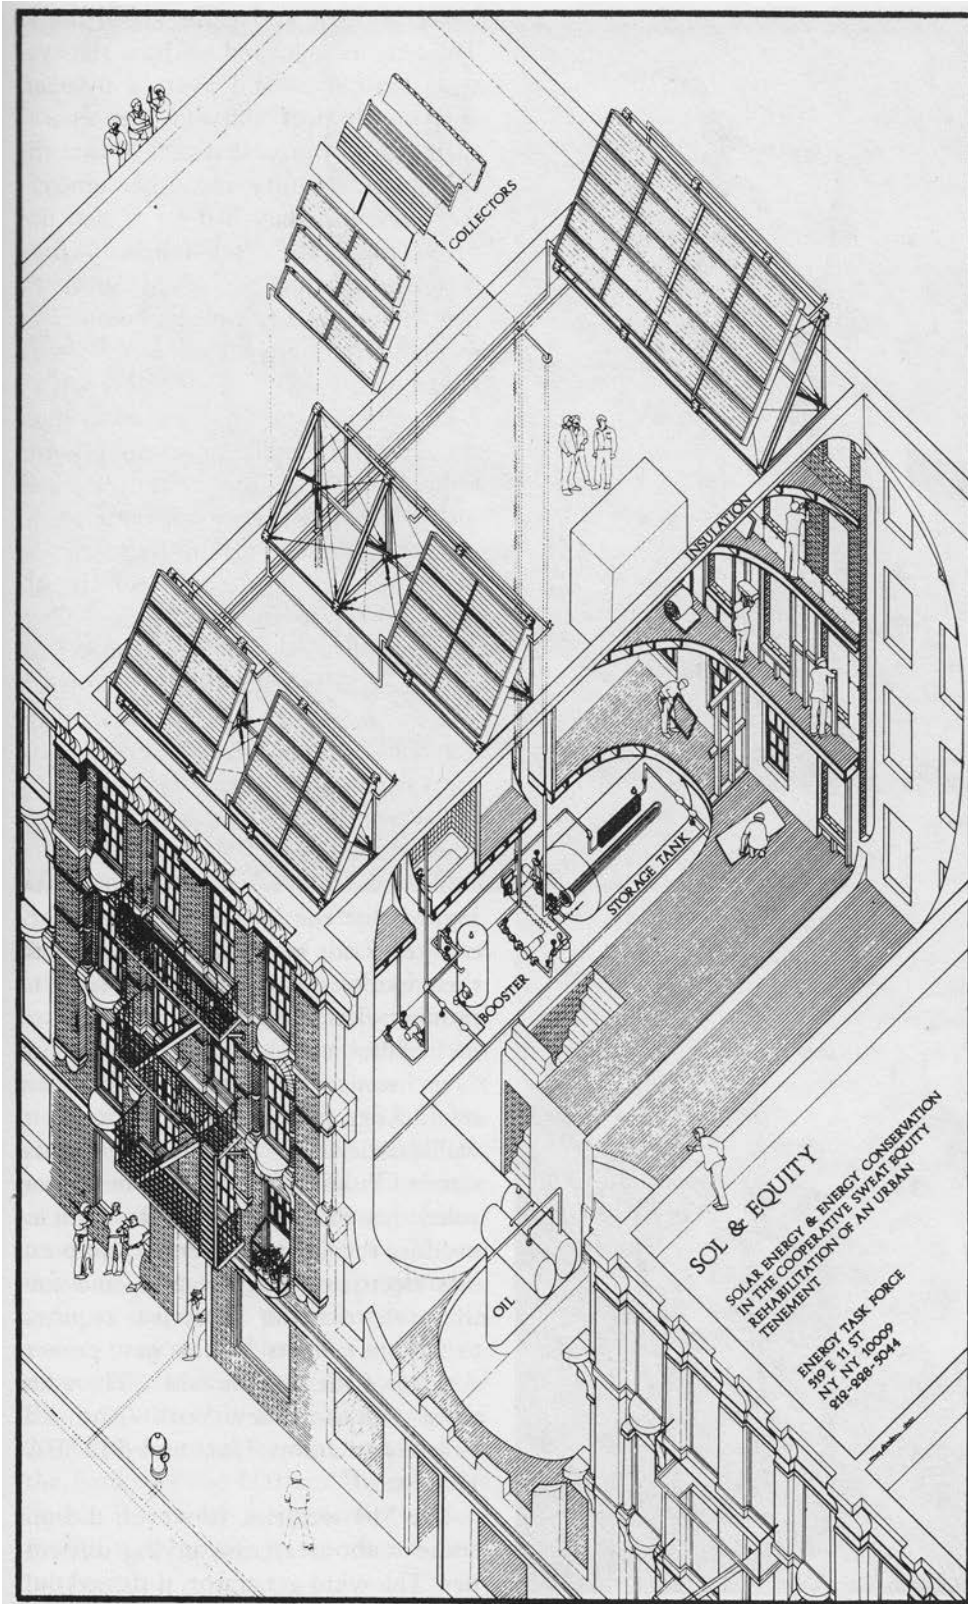 COLLECTORS
INSULATION
STORAGE TANK
BOOSTER
OIL
SOL & EQUITY
SOLAR ENERGY & ENERGY CONSERVATION
IN THE COOPERATIVE SWEAT EQUITY
REHABILITATION OF AN URBAN
TENEMENT
ENERGY TASK FORCE
519 E 11 ST
NY NY 10009
212-228-5044